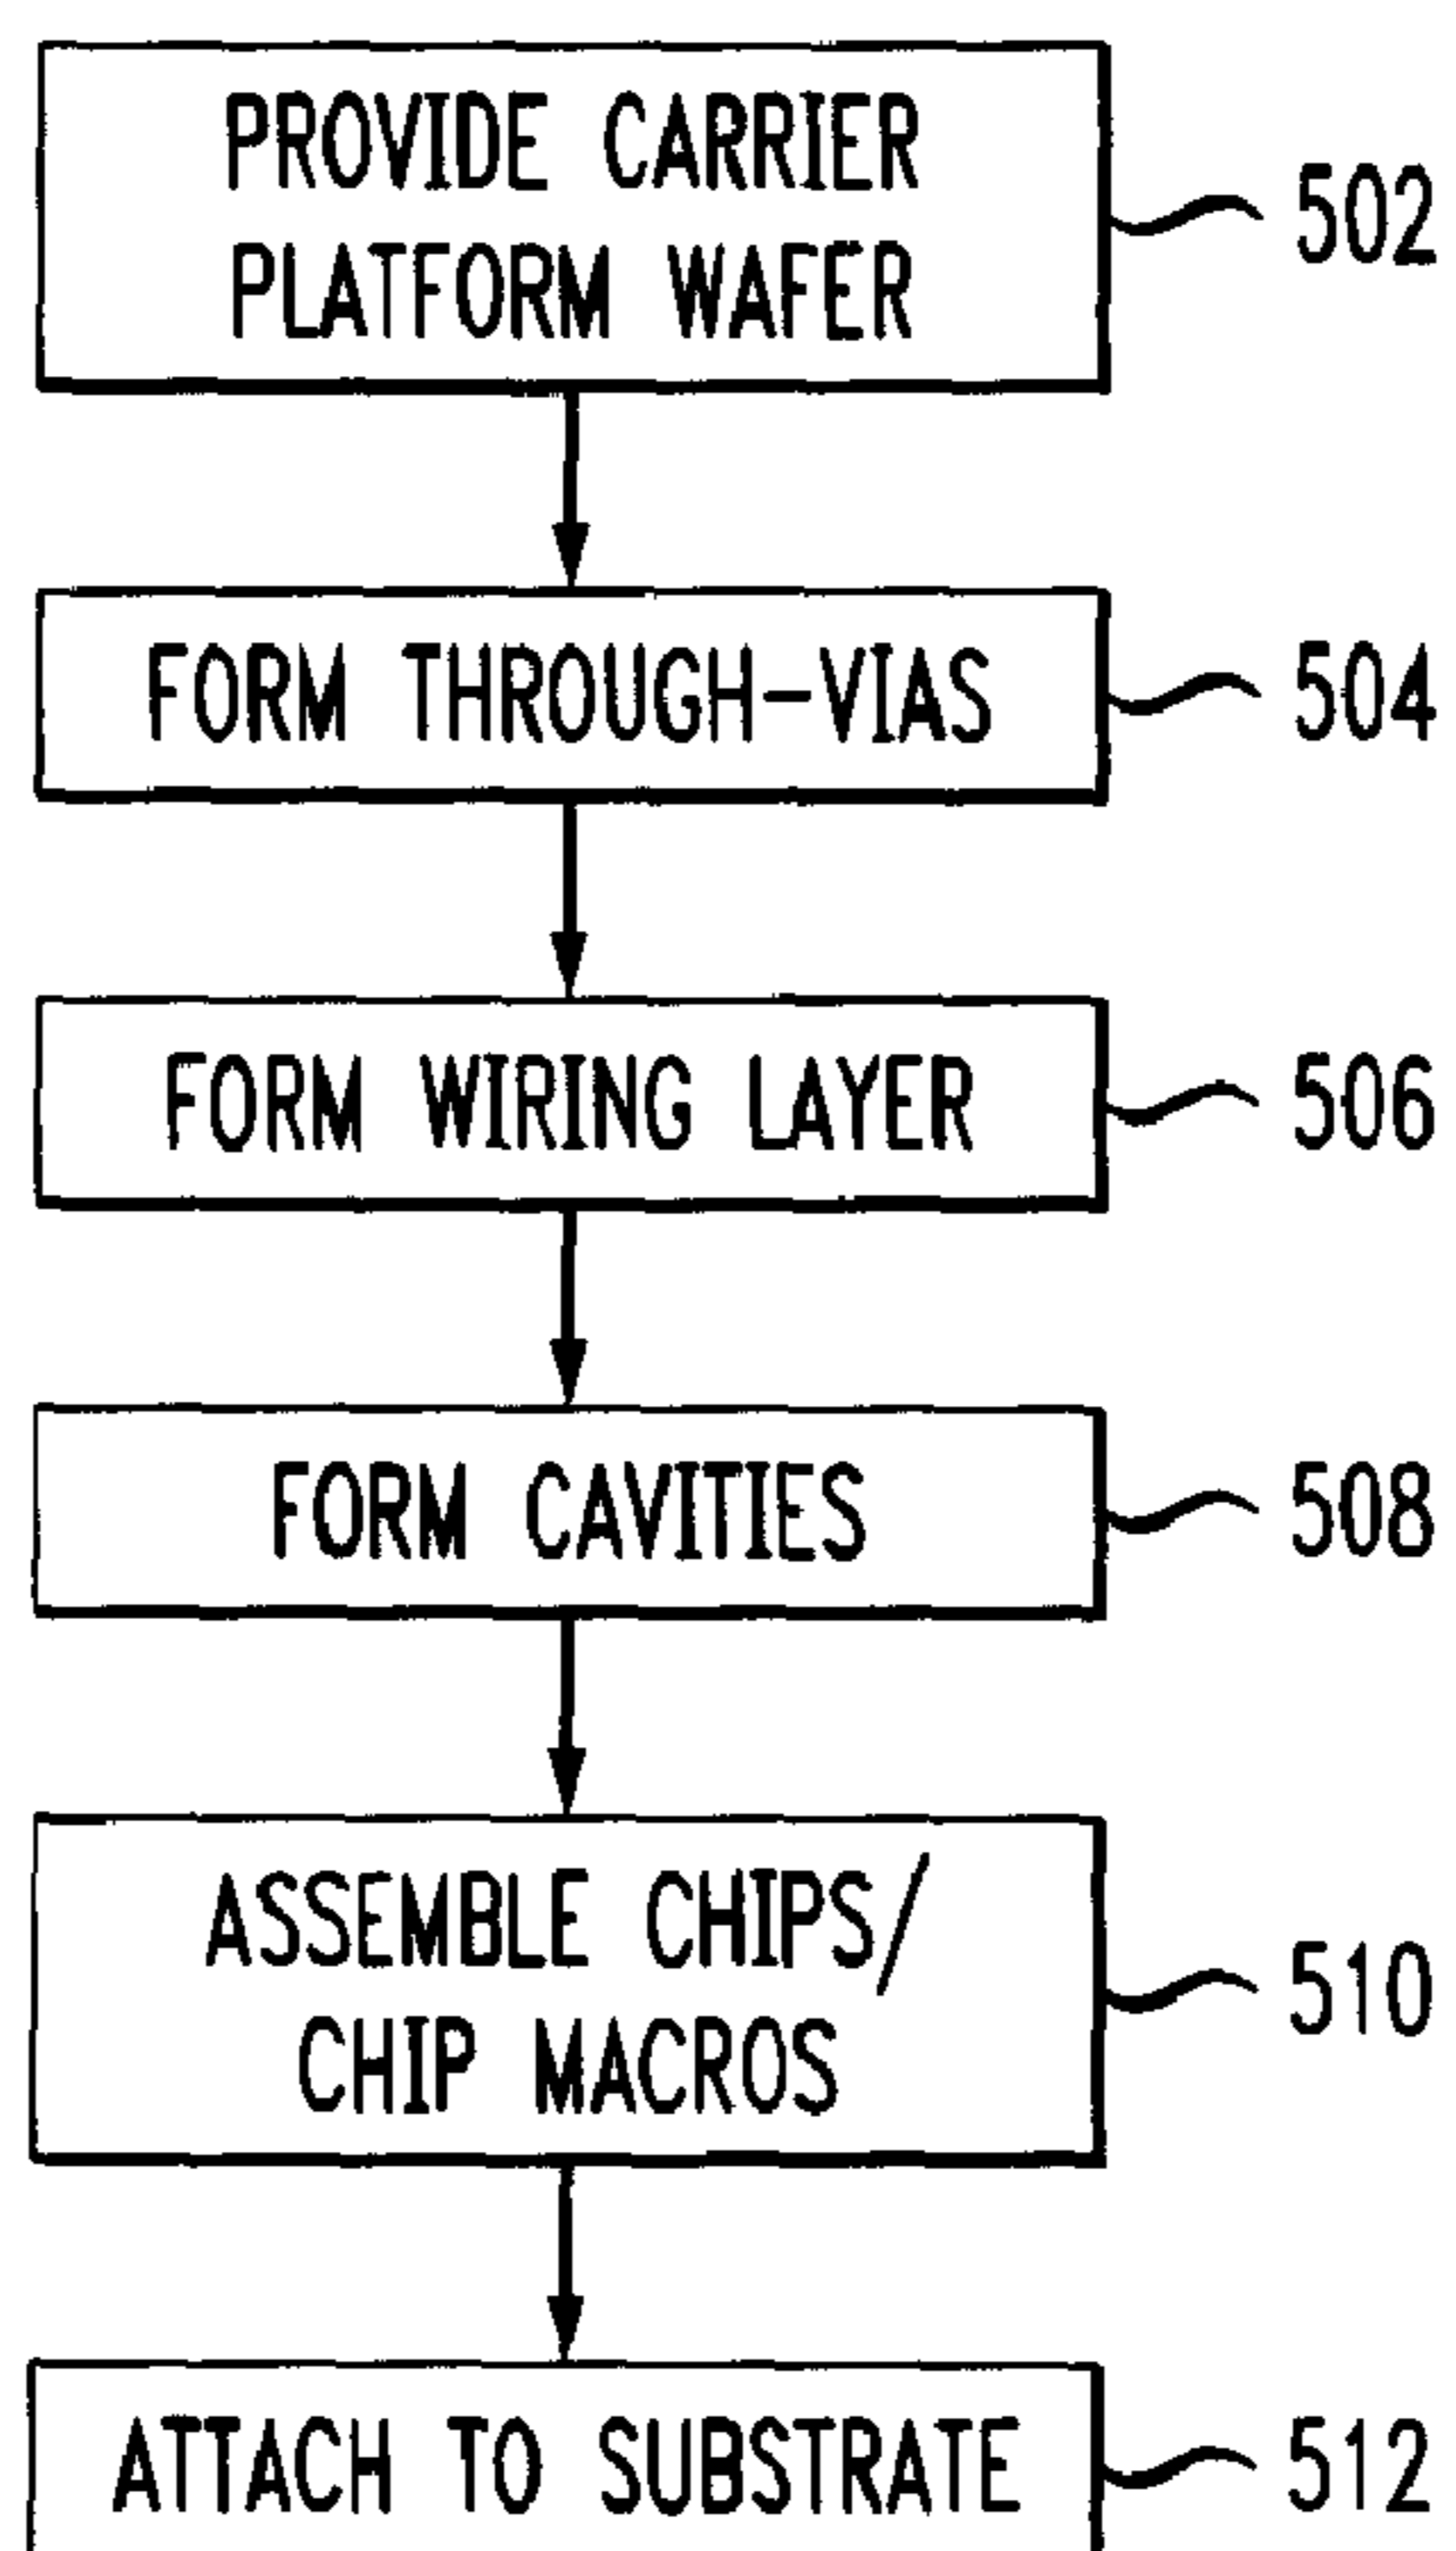 PROVIDE CARRIER
PLATFORM WAFER
502
FORM THROUGH-VIAS
504
FORM WIRING LAYER
506
FORM CAVITIES
508
ASSEMBLE CHIPS/
CHIP MACROS
510
ATTACH TO SUBSTRATE
512